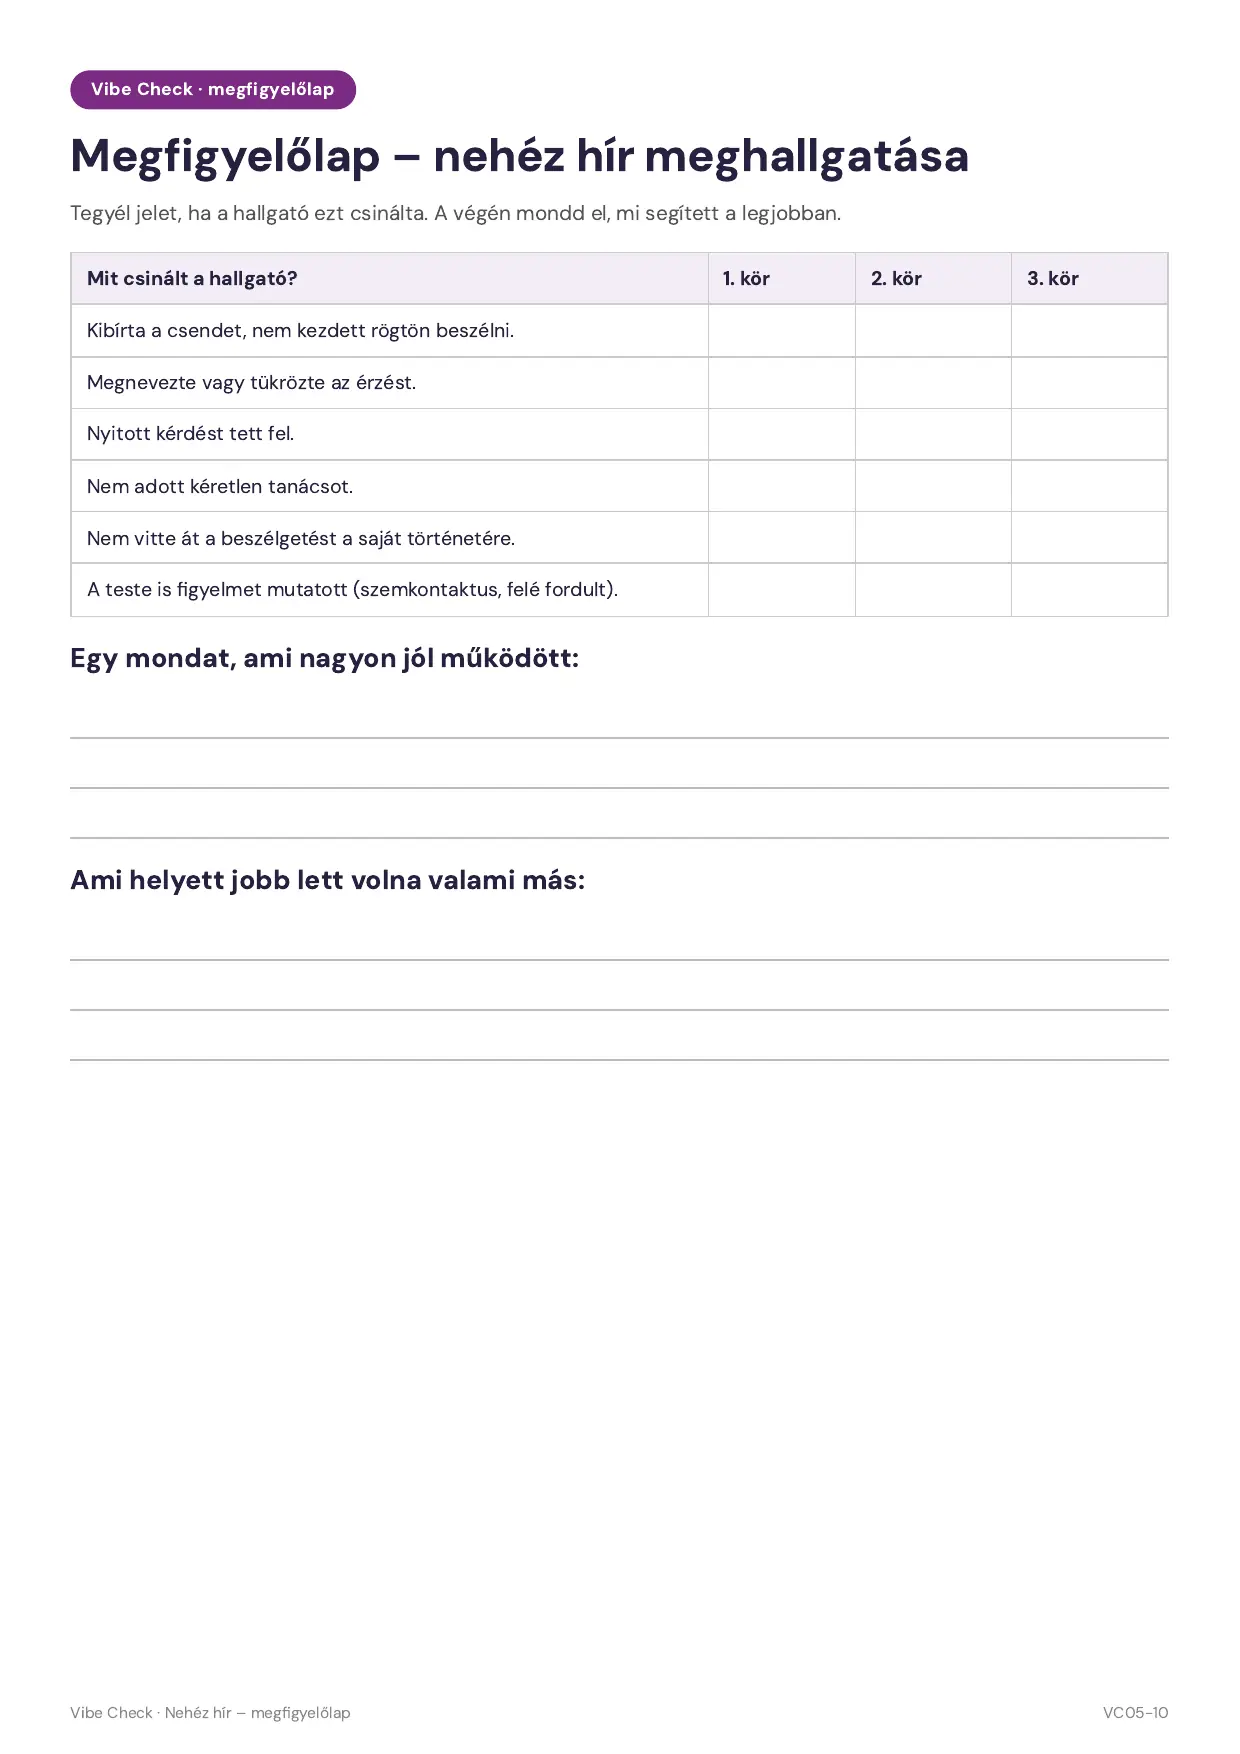 Vibe Check · megfigyelőlap
Megfigyelőlap – nehéz hír meghallgatása
Tegyél jelet, ha a hallgató ezt csinálta. A végén mondd el, mi segített a legjobban.
Mit csinált a hallgató? 1. kör 2. kör 3. kör
Kibírta a csendet, nem kezdett rögtön beszélni.
Megnevezte vagy tükrözte az érzést.
Nyitott kérdést tett fel.
Nem adott kéretlen tanácsot.
Nem vitte át a beszélgetést a saját történetére.
A teste is figyelmet mutatott (szemkontaktus, felé fordult).
Egy mondat, ami nagyon jól működött:
Ami helyett jobb lett volna valami más:
Vibe Check · Nehéz hír – megfigyelőlap VC05-10